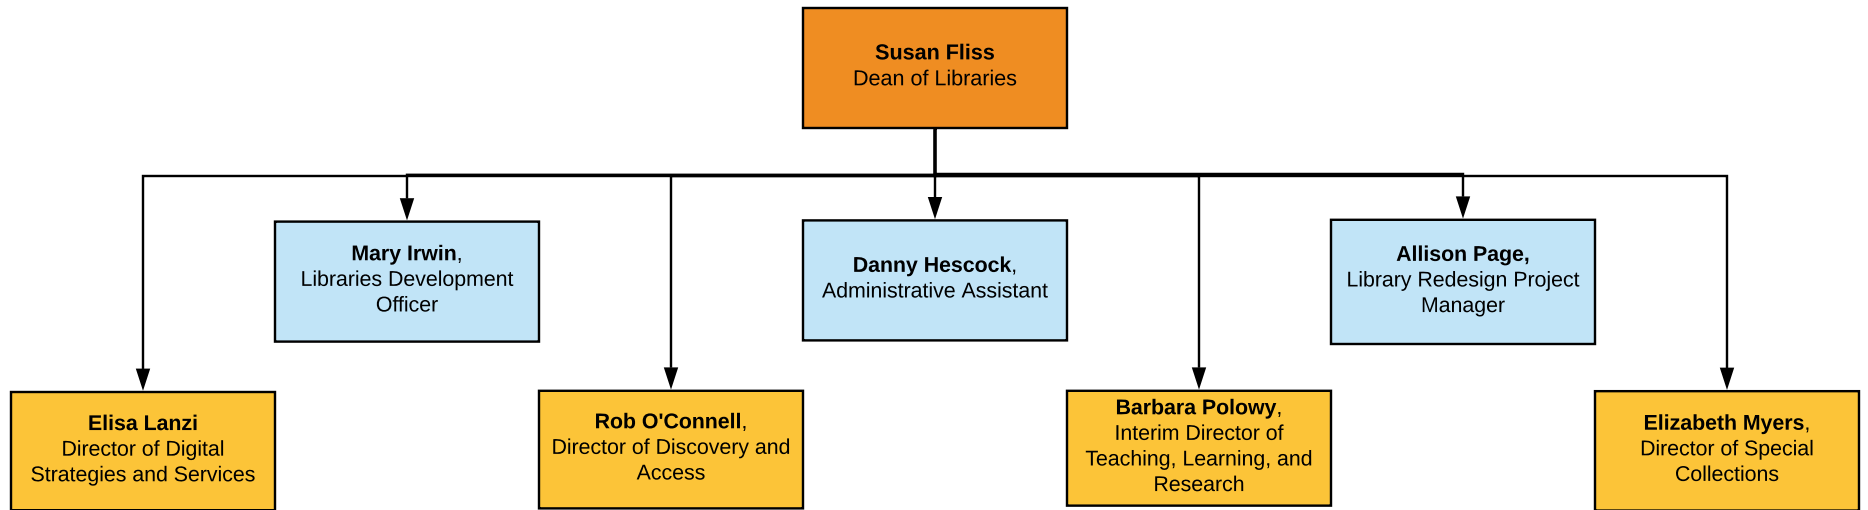 Susan Fliss
Dean of Libraries
Mary Irwin,
Libraries Development
Officer
Danny Hescock,
Administrative Assistant
Allison Page,
Library Redesign Project
Manager
Elisa Lanzi
Director of Digital
Strategies and Services
Rob O'Connell,
Director of Discovery and
Access
Barbara Polowy,
Interim Director of
Teaching, Learning, and
Research
Elizabeth Myers,
Director of Special
Collections